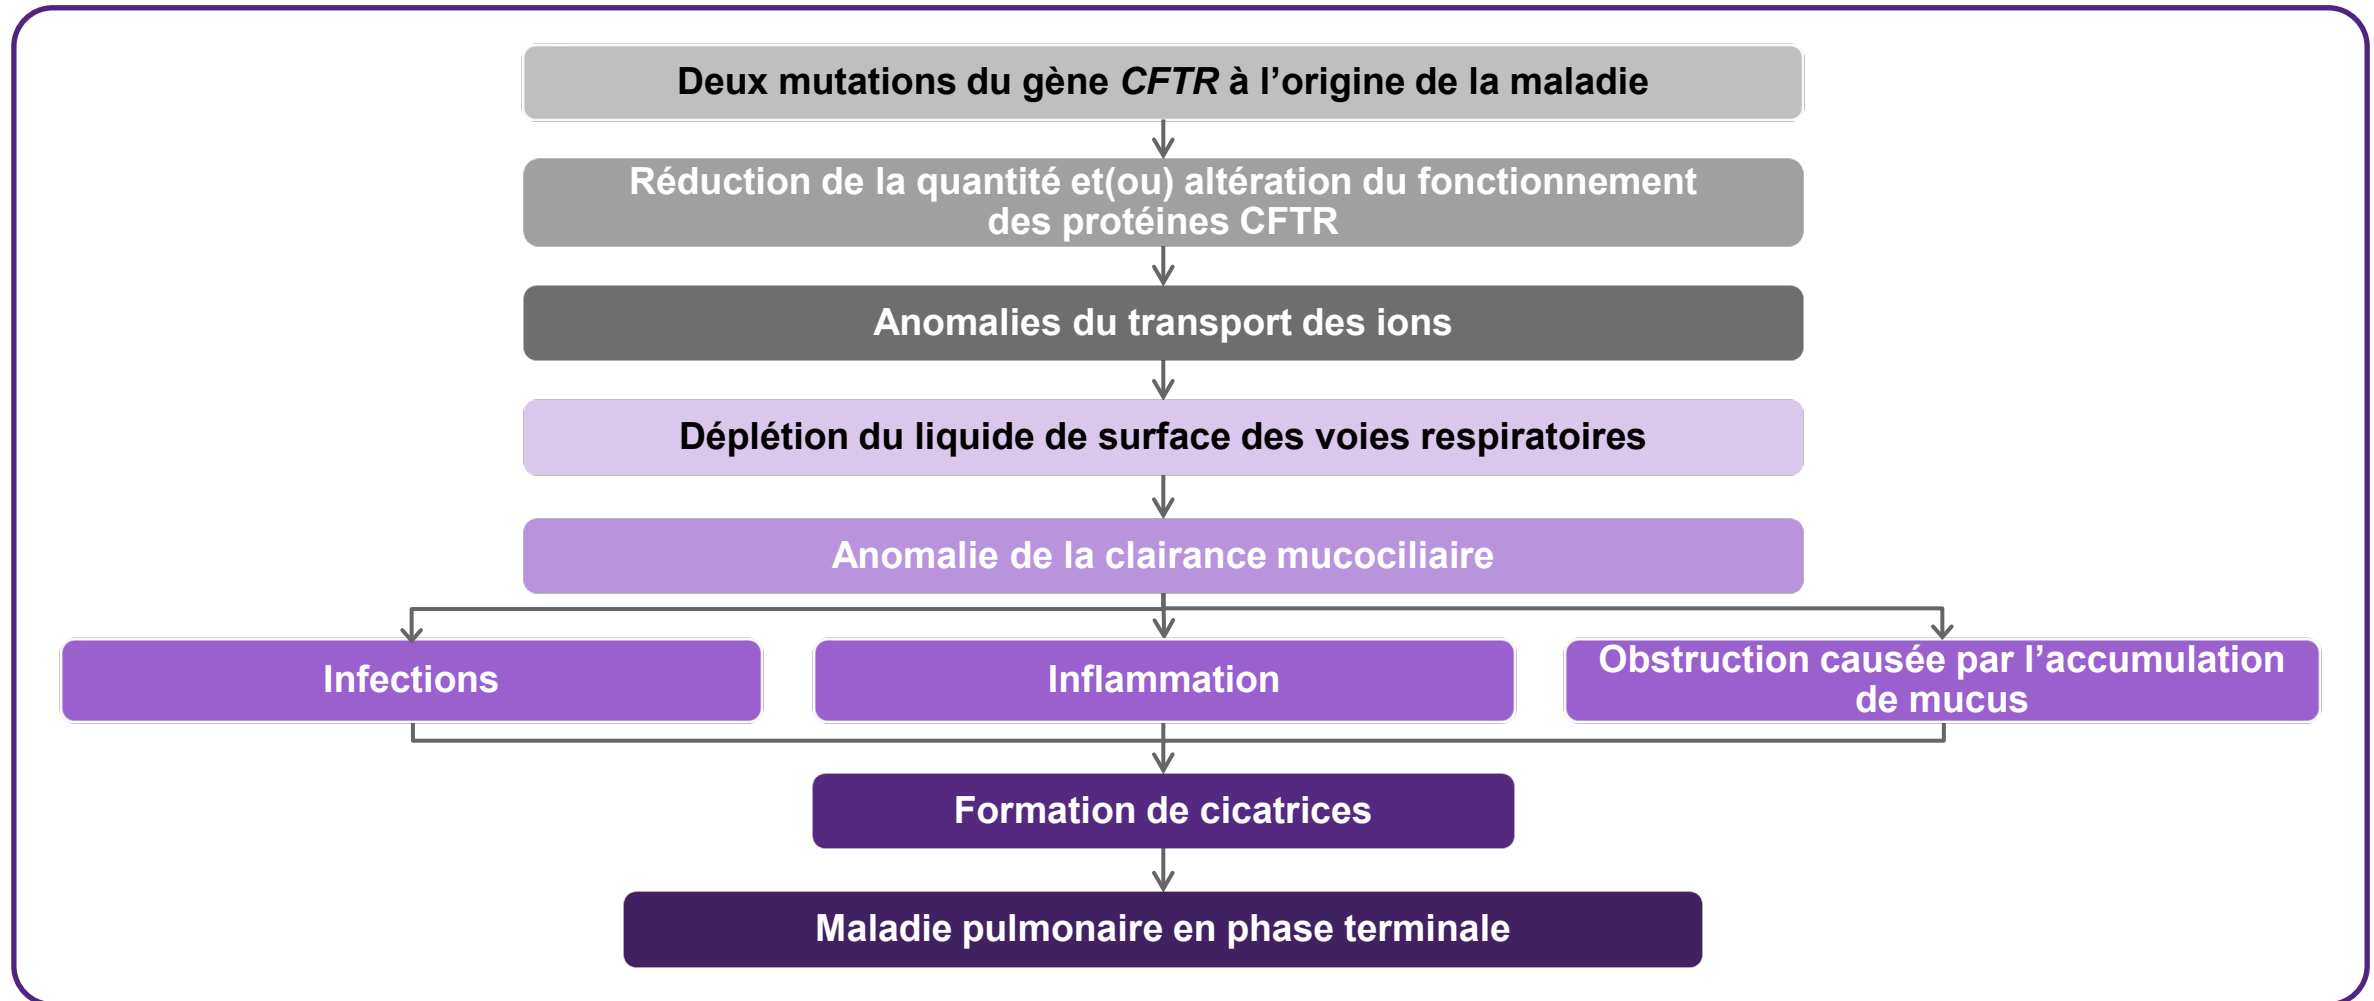 Deux mutations du gène CFTR à l’origine de la maladie
Réduction de la quantité et(ou) altération du fonctionnement
des protéines CFTR
Anomalies du transport des ions
Déplétion du liquide de surface des voies respiratoires
Anomalie de la clairance mucociliaire
Infections
Inflammation
Obstruction causée par l’accumulation
de mucus
Formation de cicatrices
Maladie pulmonaire en phase terminale